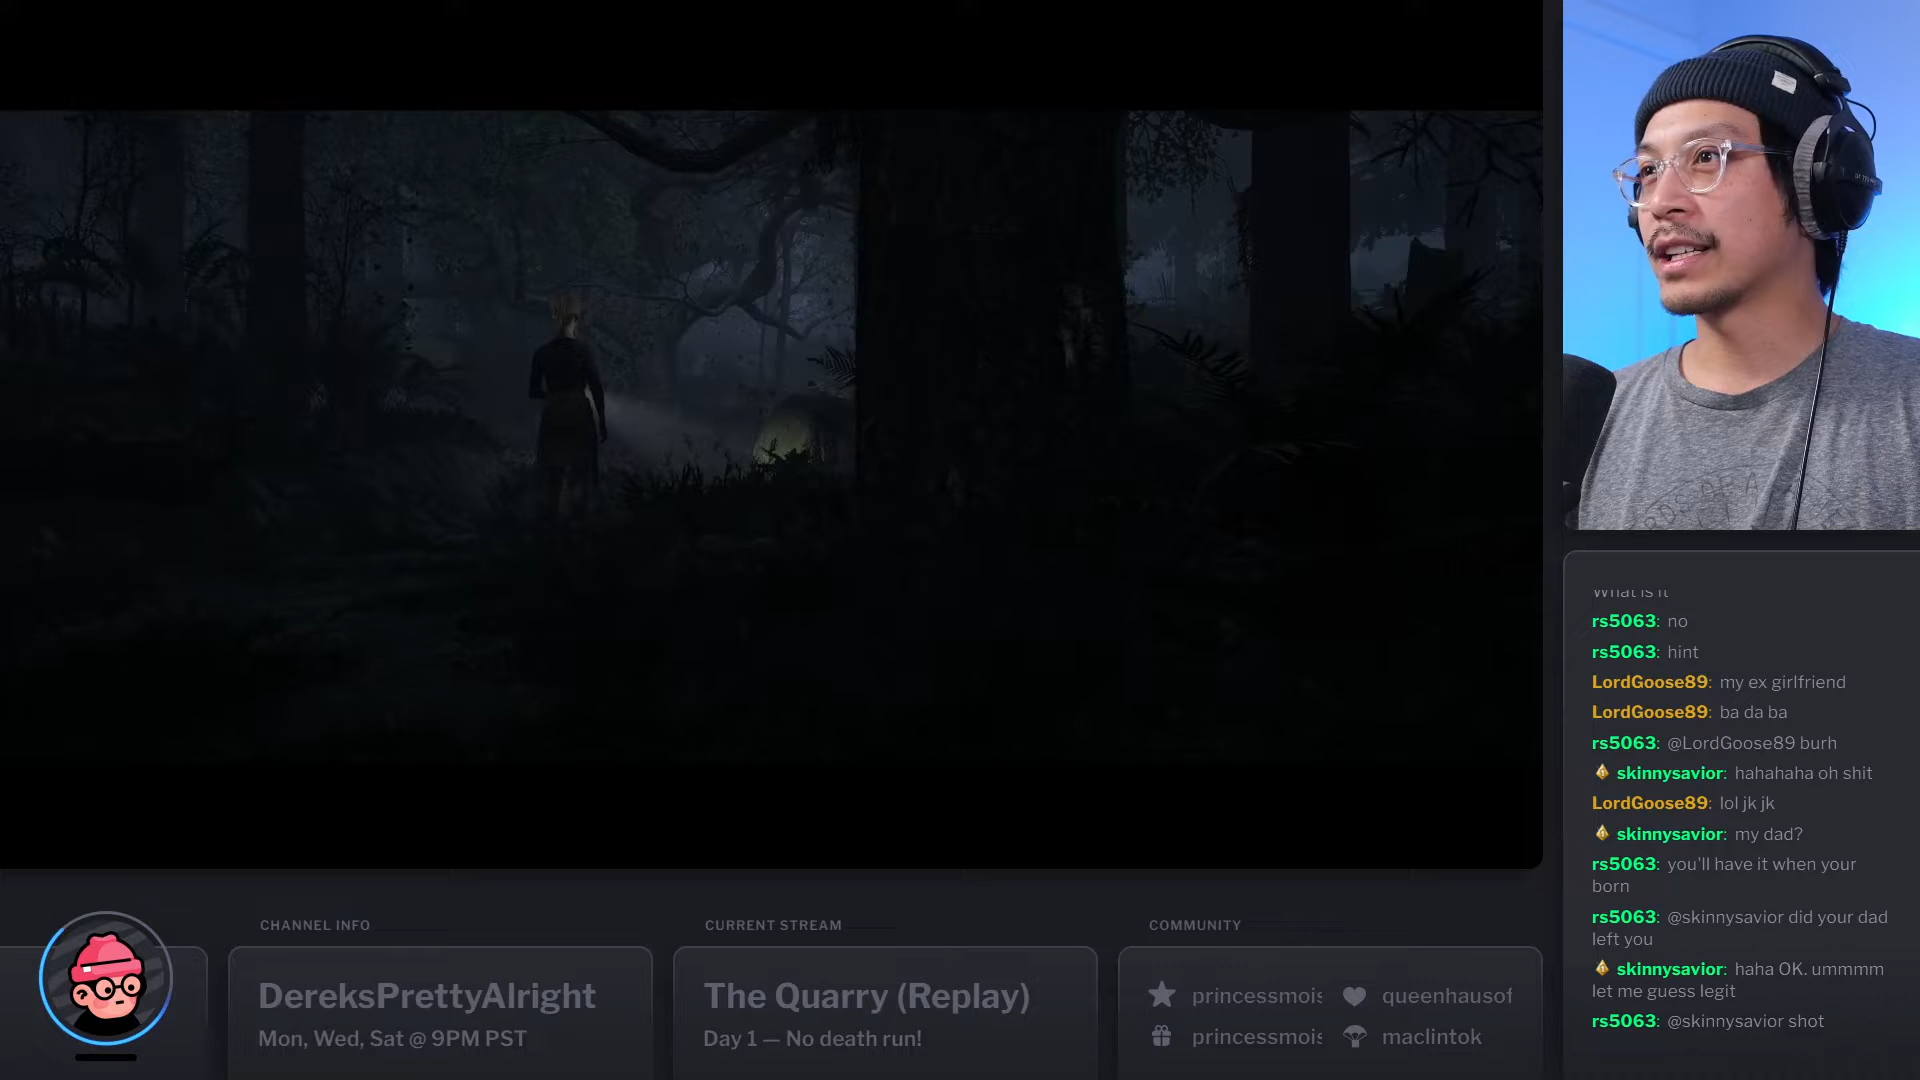 What is it
rs5063: no
rs5063: hint
LordGoose89: my ex girlfriend
LordGoose89: ba da ba
rs5063: @LordGoose89 burh
skinnysavior: hahahaha oh shit
LordGoose89: lol jk jk
skinnysavior: my dad?
rs5063: you'll have it when your
born
rs5063: @skinnysavior did your dad
left you
skinnysavior: haha OK. ummmm
let me guess legit
rs5063: @skinnysavior shot
CHANNEL INFO
DereksPrettyAlright
Mon, Wed, Sat @ 9PM PST
CURRENT STREAM
The Quarry (Replay)
Day 1 — No death run!
COMMUNITY
princessmois queenhausof
princessmois maclintok